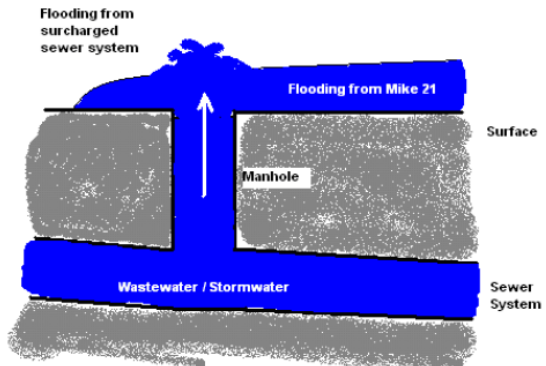 Flooding from
surcharged
sewer system
Flooding from Mike 21
Surface
Manhole
Wastewater / Stormwater
Sewer
System